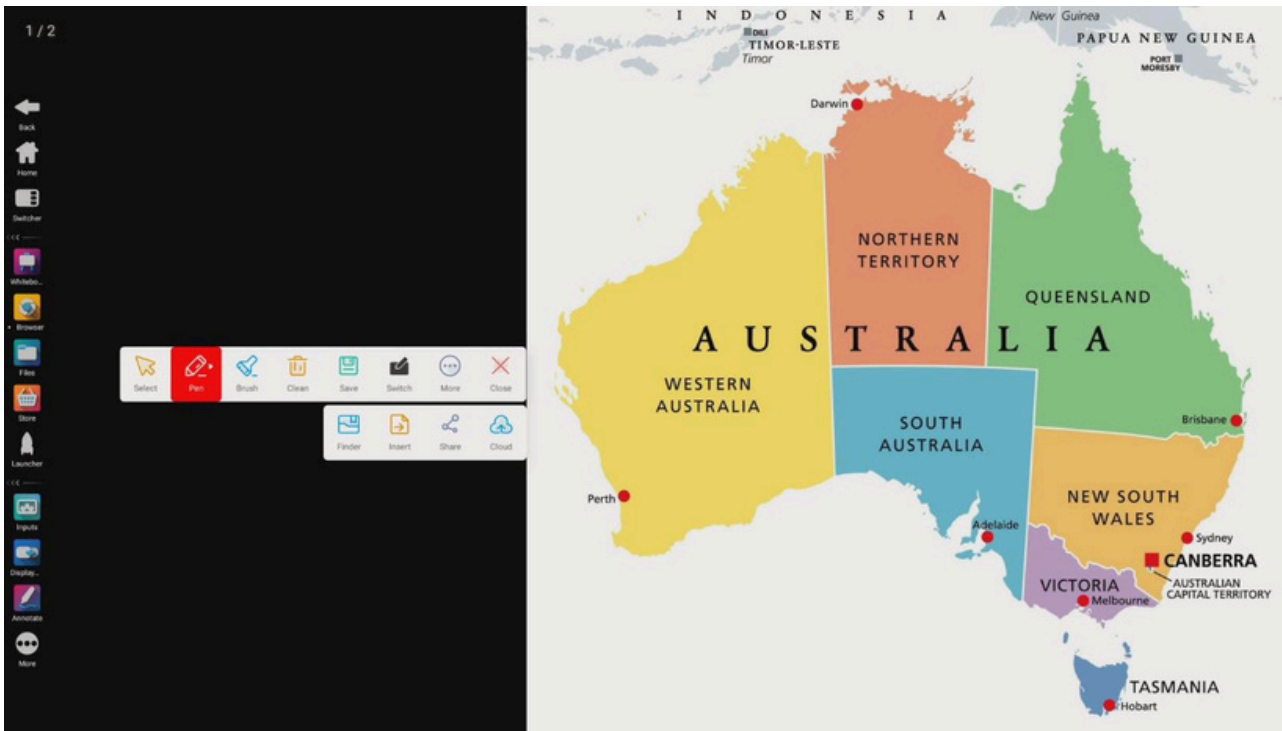 1 / 2
Back
Home
Switcher
Whitebo...
Browser
Files
Store
Launcher
Inputs
Display...
Annotate
More
Select
Pen
Brush
Clean
Save
Switch
More
Close
Finder
Insert
Share
Cloud
INDONESIA
New Guinea
DILI
TIMOR-LESTE
Timor
PAPUA NEW GUINEA
PORT
MORESBY
Darwin
NORTHERN
TERRITORY
QUEENSLAND
AUSTRALIA
WESTERN
AUSTRALIA
SOUTH
AUSTRALIA
Brisbane
NEW SOUTH
WALES
Perth
Adelaide
Sydney
CANBERRA
AUSTRALIAN
CAPITAL TERRITORY
VICTORIA
Melbourne
TASMANIA
Hobart